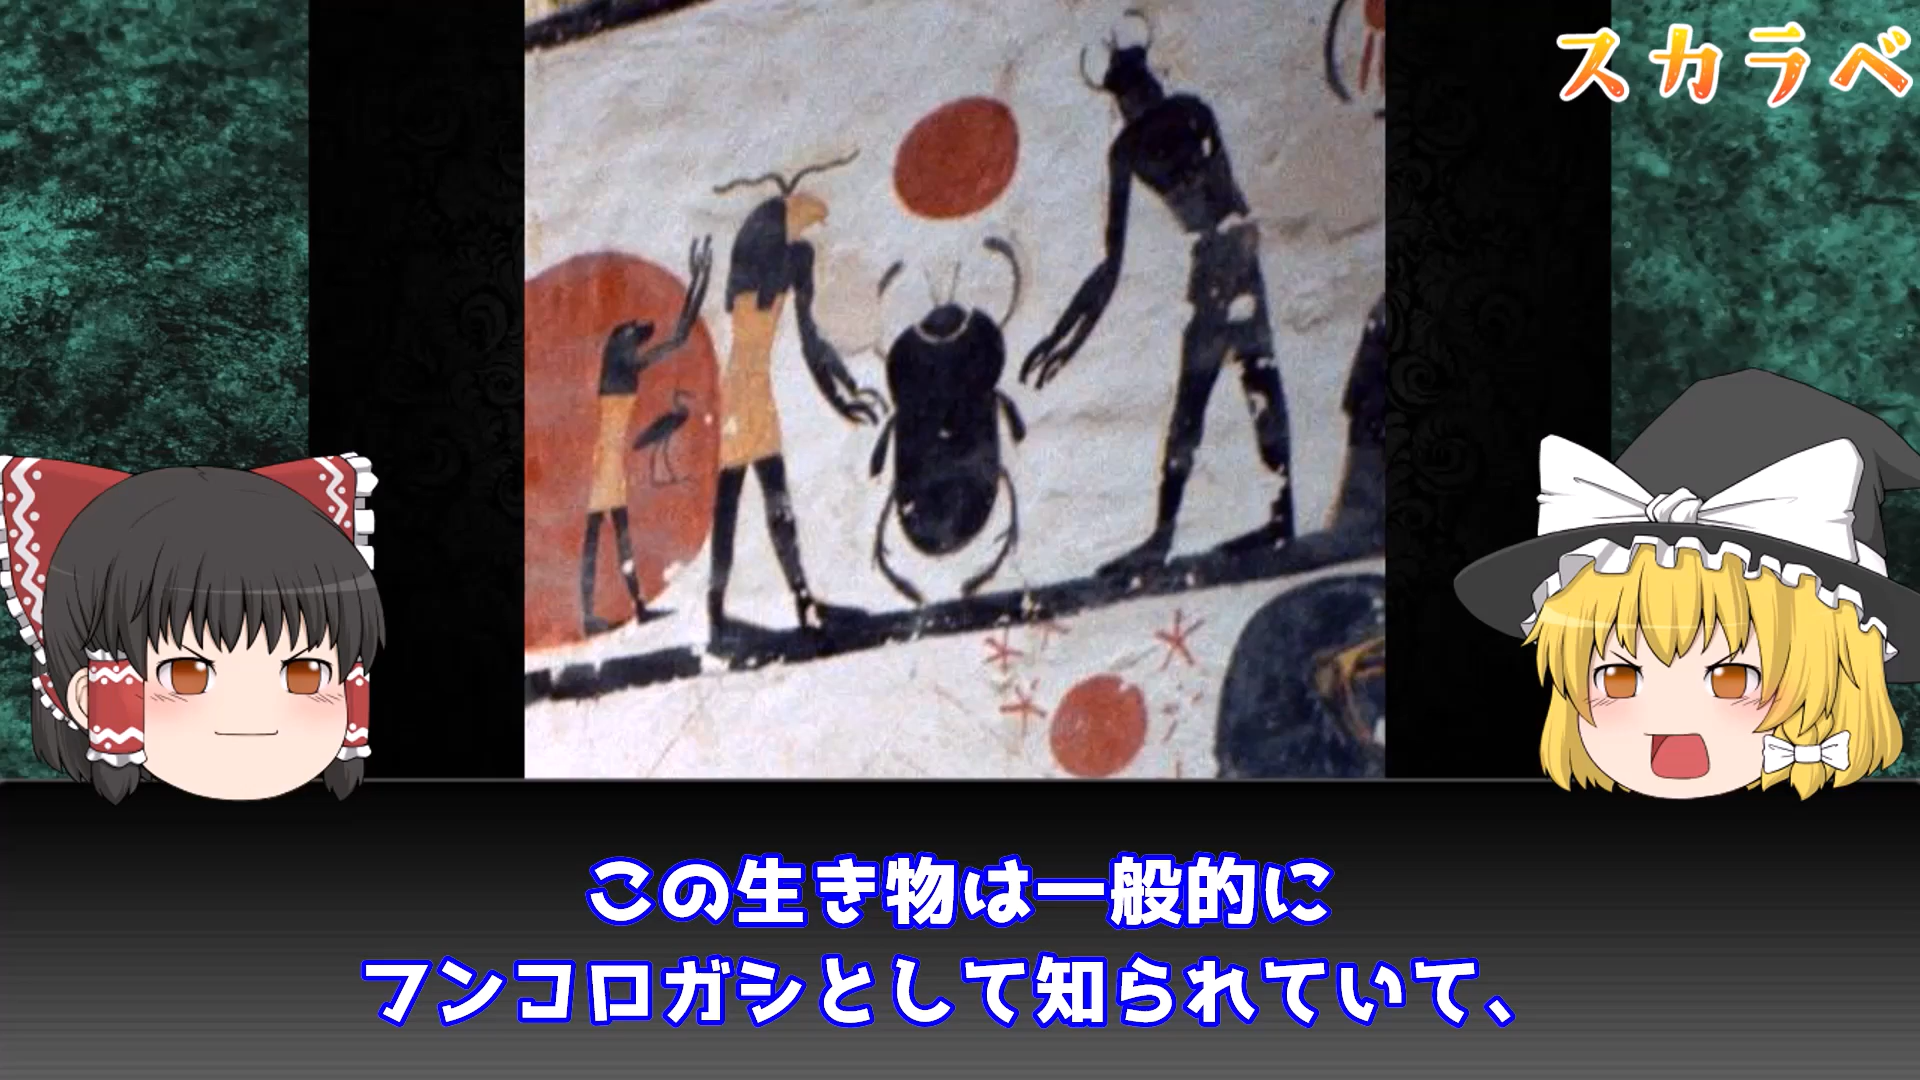 スカラベ
この生き物は一般的に
フンコロガシとして知られていて、